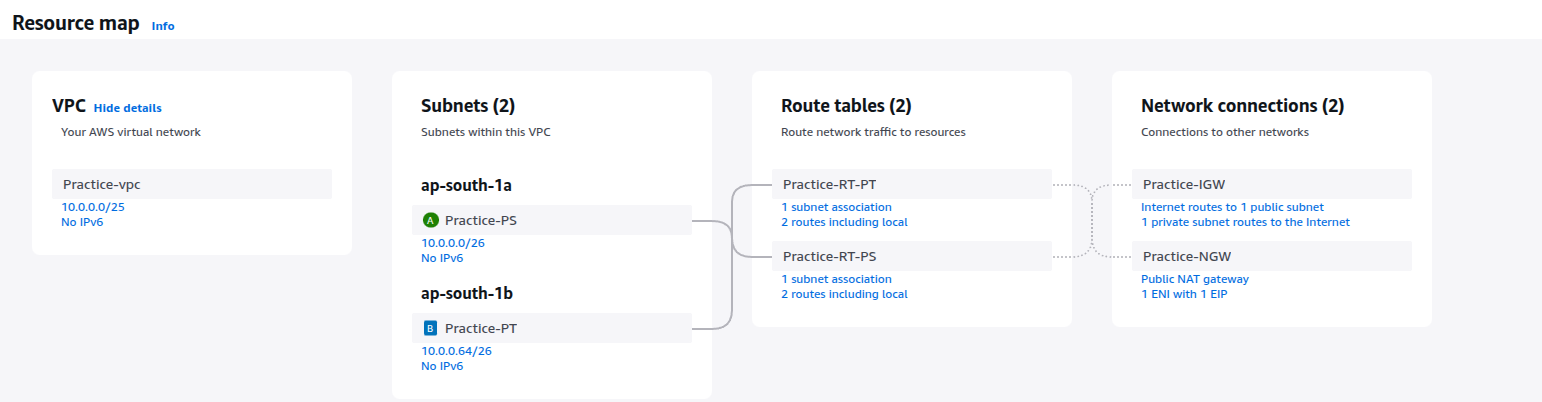 Resource map Info
VPC Hide details
Your AWS virtual network
Practice-vpc
10.0.0.0/25
No IPv6
Subnets (2)
Subnets within this VPC
ap-south-1a
A Practice-PS
10.0.0.0/26
No IPv6
ap-south-1b
B Practice-PT
10.0.0.64/26
No IPv6
Route tables (2)
Route network traffic to resources
Practice-RT-PT
1 subnet association
2 routes including local
Practice-RT-PS
1 subnet association
2 routes including local
Network connections (2)
Connections to other networks
Practice-IGW
Internet routes to 1 public subnet
1 private subnet routes to the Internet
Practice-NGW
Public NAT gateway
1 ENI with 1 EIP